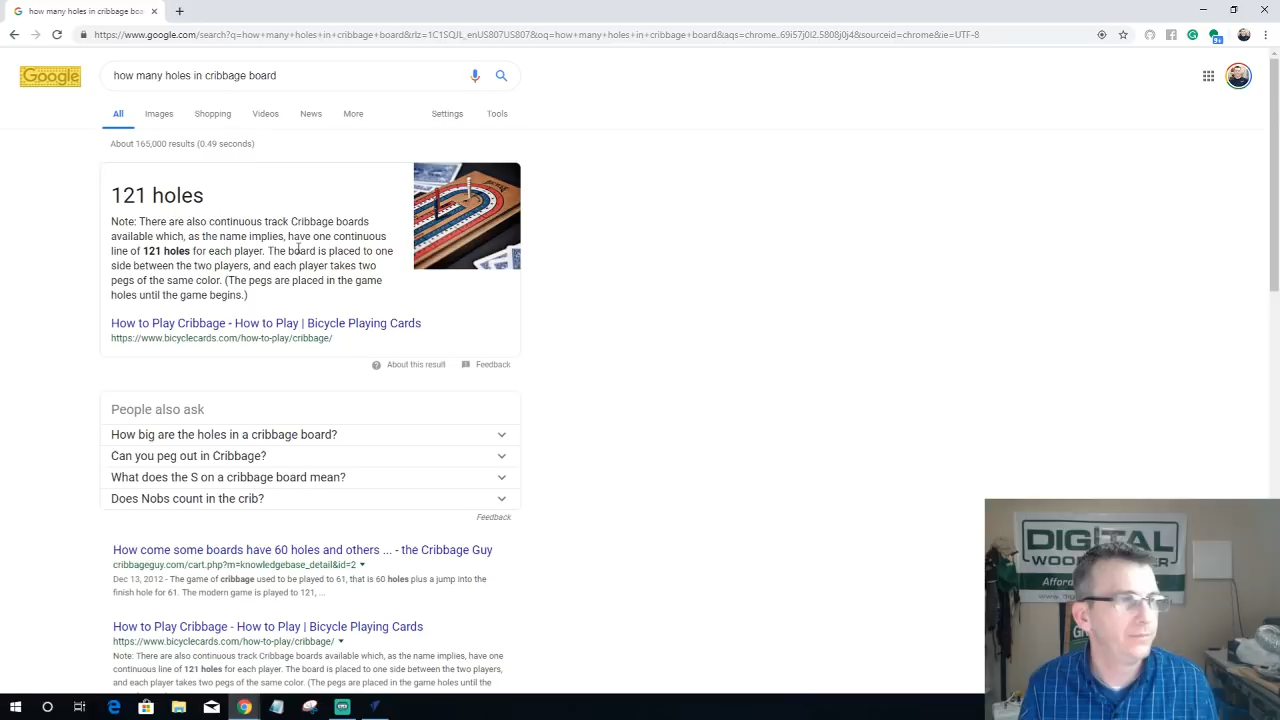 how many holes in cribbage boa
https://www.google.com/search?q=how+many+holes+in+cribbage+board&rlz=1C1SQJL_enUS807US807&oq=how+many+holes+in+cribbage+board&aqs=chrome..69i57j0l2.5808j0j4&sourceid=chrome&ie=UTF-8
Google
how many holes in cribbage board
All Images Shopping Videos News More Settings Tools
About 165,000 results (0.49 seconds)
121 holes
Note: There are also continuous track Cribbage boards
available which, as the name implies, have one continuous
line of 121 holes for each player. The board is placed to one
side between the two players, and each player takes two
pegs of the same color. (The pegs are placed in the game
holes until the game begins.)
How to Play Cribbage - How to Play | Bicycle Playing Cards
https://www.bicyclecards.com/how-to-play/cribbage/
About this result Feedback
People also ask
How big are the holes in a cribbage board?
Can you peg out in Cribbage?
What does the S on a cribbage board mean?
Does Nobs count in the crib?
Feedback
How come some boards have 60 holes and others ... - the Cribbage Guy
cribbageguy.com/cart.php?m=knowledgebase_detail&id=2
Dec 13, 2012 - The game of cribbage used to be played to 61, that is 60 holes plus a jump into the
finish hole for 61. The modern game is played to 121, ...
How to Play Cribbage - How to Play | Bicycle Playing Cards
https://www.bicyclecards.com/how-to-play/cribbage/
Note: There are also continuous track Cribbage boards available which, as the name implies, have one
continuous line of 121 holes for each player. The board is placed to one side between the two players,
and each player takes two pegs of the same color. (The pegs are placed in the game holes until the
DIGITAL